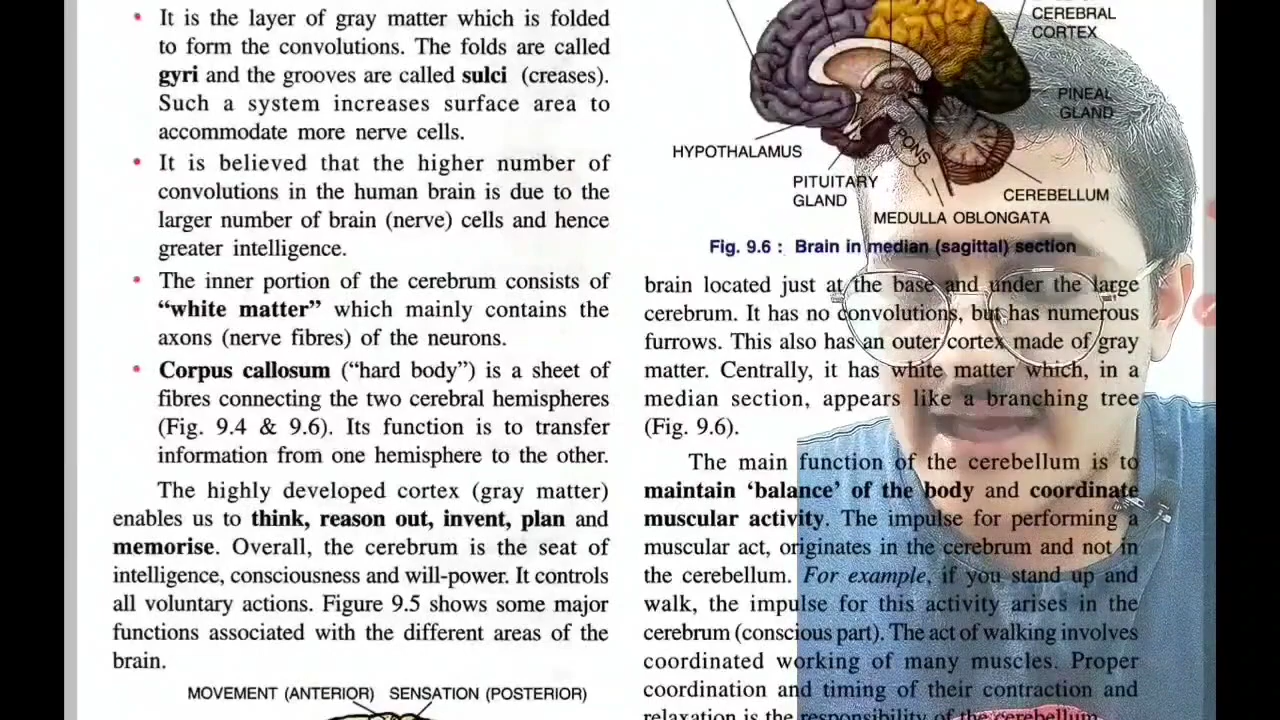 • It is the layer of gray matter which is folded
to form the convolutions. The folds are called
gyri and the grooves are called sulci (creases).
Such a system increases surface area to
accommodate more nerve cells.
• It is believed that the higher number of
convolutions in the human brain is due to the
larger number of brain (nerve) cells and hence
greater intelligence.
• The inner portion of the cerebrum consists of
“white matter” which mainly contains the
axons (nerve fibres) of the neurons.
• Corpus callosum (“hard body”) is a sheet of
fibres connecting the two cerebral hemispheres
(Fig. 9.4 & 9.6). Its function is to transfer
information from one hemisphere to the other.
The highly developed cortex (gray matter)
enables us to think, reason out, invent, plan and
memorise. Overall, the cerebrum is the seat of
intelligence, consciousness and will-power. It controls
all voluntary actions. Figure 9.5 shows some major
functions associated with the different areas of the
brain.
MOVEMENT (ANTERIOR) SENSATION (POSTERIOR)
CEREBRAL
CORTEX
PINEAL
GLAND
PONS
HYPOTHALAMUS
PITUITARY
GLAND
CEREBELLUM
MEDULLA OBLONGATA
Fig. 9.6 : Brain in median (sagittal) section
brain located just at the base and under the large
cerebrum. It has no convolutions, but has numerous
furrows. This also has an outer cortex made of gray
matter. Centrally, it has white matter which, in a
median section, appears like a branching tree
(Fig. 9.6).
The main function of the cerebellum is to
maintain ‘balance’ of the body and coordinate
muscular activity. The impulse for performing a
muscular act, originates in the cerebrum and not in
the cerebellum. For example, if you stand up and
walk, the impulse for this activity arises in the
cerebrum (conscious part). The act of walking involves
coordinated working of many muscles. Proper
coordination and timing of their contraction and
relaxation is the responsibility of the cerebellum.